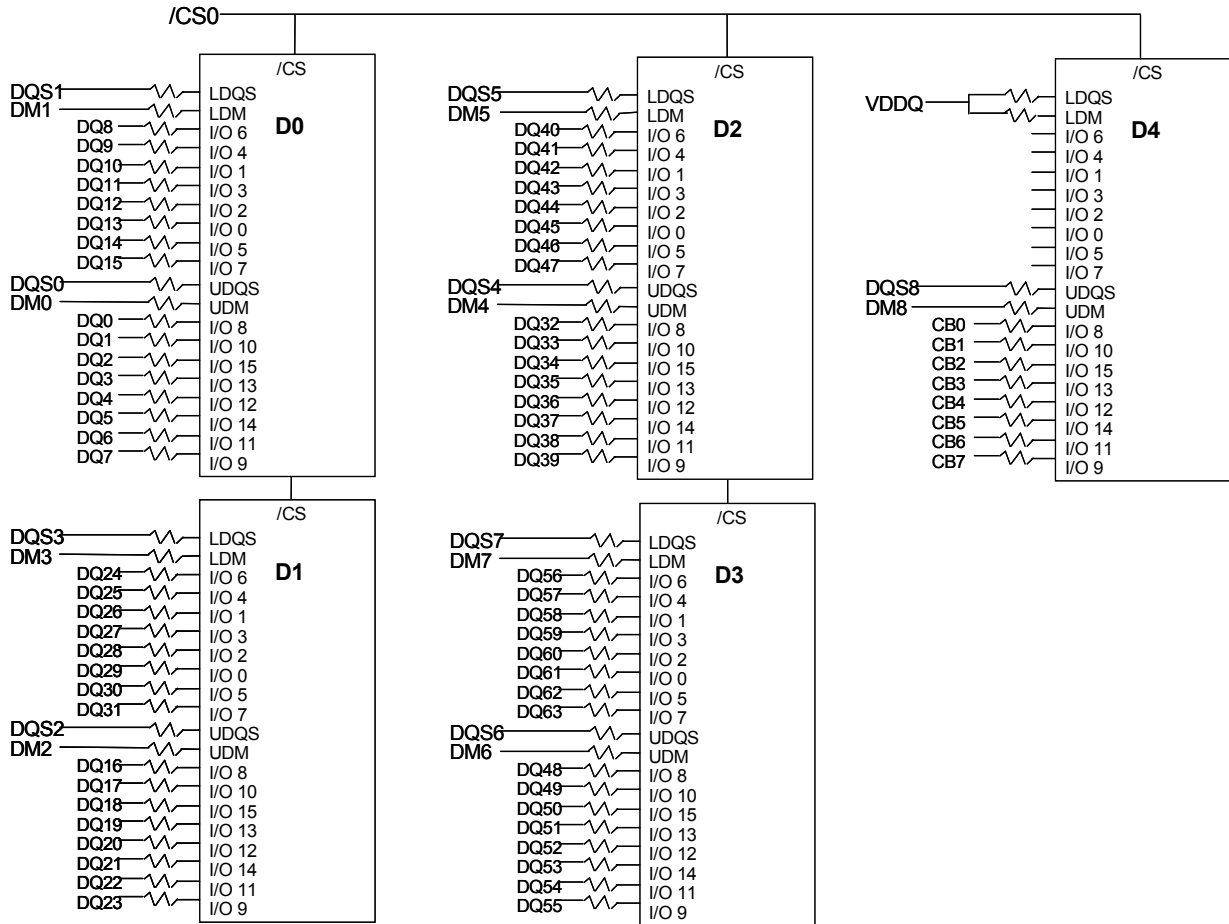 /CS0
/CS
DQS1 LDQS
DM1 LDM
D0
DQ8 I/O 6
DQ9 I/O 4
DQ10 I/O 1
DQ11 I/O 3
DQ12 I/O 2
DQ13 I/O 0
DQ14 I/O 5
DQ15 I/O 7
DQS0 UDQS
DM0 UDM
DQ0 I/O 8
DQ1 I/O 10
DQ2 I/O 15
DQ3 I/O 13
DQ4 I/O 12
DQ5 I/O 14
DQ6 I/O 11
DQ7 I/O 9
/CS
DQS3 LDQS
DM3 LDM
D1
DQ24 I/O 6
DQ25 I/O 4
DQ26 I/O 1
DQ27 I/O 3
DQ28 I/O 2
DQ29 I/O 0
DQ30 I/O 5
DQ31 I/O 7
DQS2 UDQS
DM2 UDM
DQ16 I/O 8
DQ17 I/O 10
DQ18 I/O 15
DQ19 I/O 13
DQ20 I/O 12
DQ21 I/O 14
DQ22 I/O 11
DQ23 I/O 9
/CS
DQS5 LDQS
DM5 LDM
D2
DQ40 I/O 6
DQ41 I/O 4
DQ42 I/O 1
DQ43 I/O 3
DQ44 I/O 2
DQ45 I/O 0
DQ46 I/O 5
DQ47 I/O 7
DQS4 UDQS
DM4 UDM
DQ32 I/O 8
DQ33 I/O 10
DQ34 I/O 15
DQ35 I/O 13
DQ36 I/O 12
DQ37 I/O 14
DQ38 I/O 11
DQ39 I/O 9
/CS
DQS7 LDQS
DM7 LDM
D3
DQ56 I/O 6
DQ57 I/O 4
DQ58 I/O 1
DQ59 I/O 3
DQ60 I/O 2
DQ61 I/O 0
DQ62 I/O 5
DQ63 I/O 7
DQS6 UDQS
DM6 UDM
DQ48 I/O 8
DQ49 I/O 10
DQ50 I/O 15
DQ51 I/O 13
DQ52 I/O 12
DQ53 I/O 14
DQ54 I/O 11
DQ55 I/O 9
/CS
VDDQ LDQS
LDM
D4
I/O 6
I/O 4
I/O 1
I/O 3
I/O 2
I/O 0
I/O 5
I/O 7
DQS8 UDQS
DM8 UDM
CB0 I/O 8
CB1 I/O 10
CB2 I/O 15
CB3 I/O 13
CB4 I/O 12
CB5 I/O 14
CB6 I/O 11
CB7 I/O 9